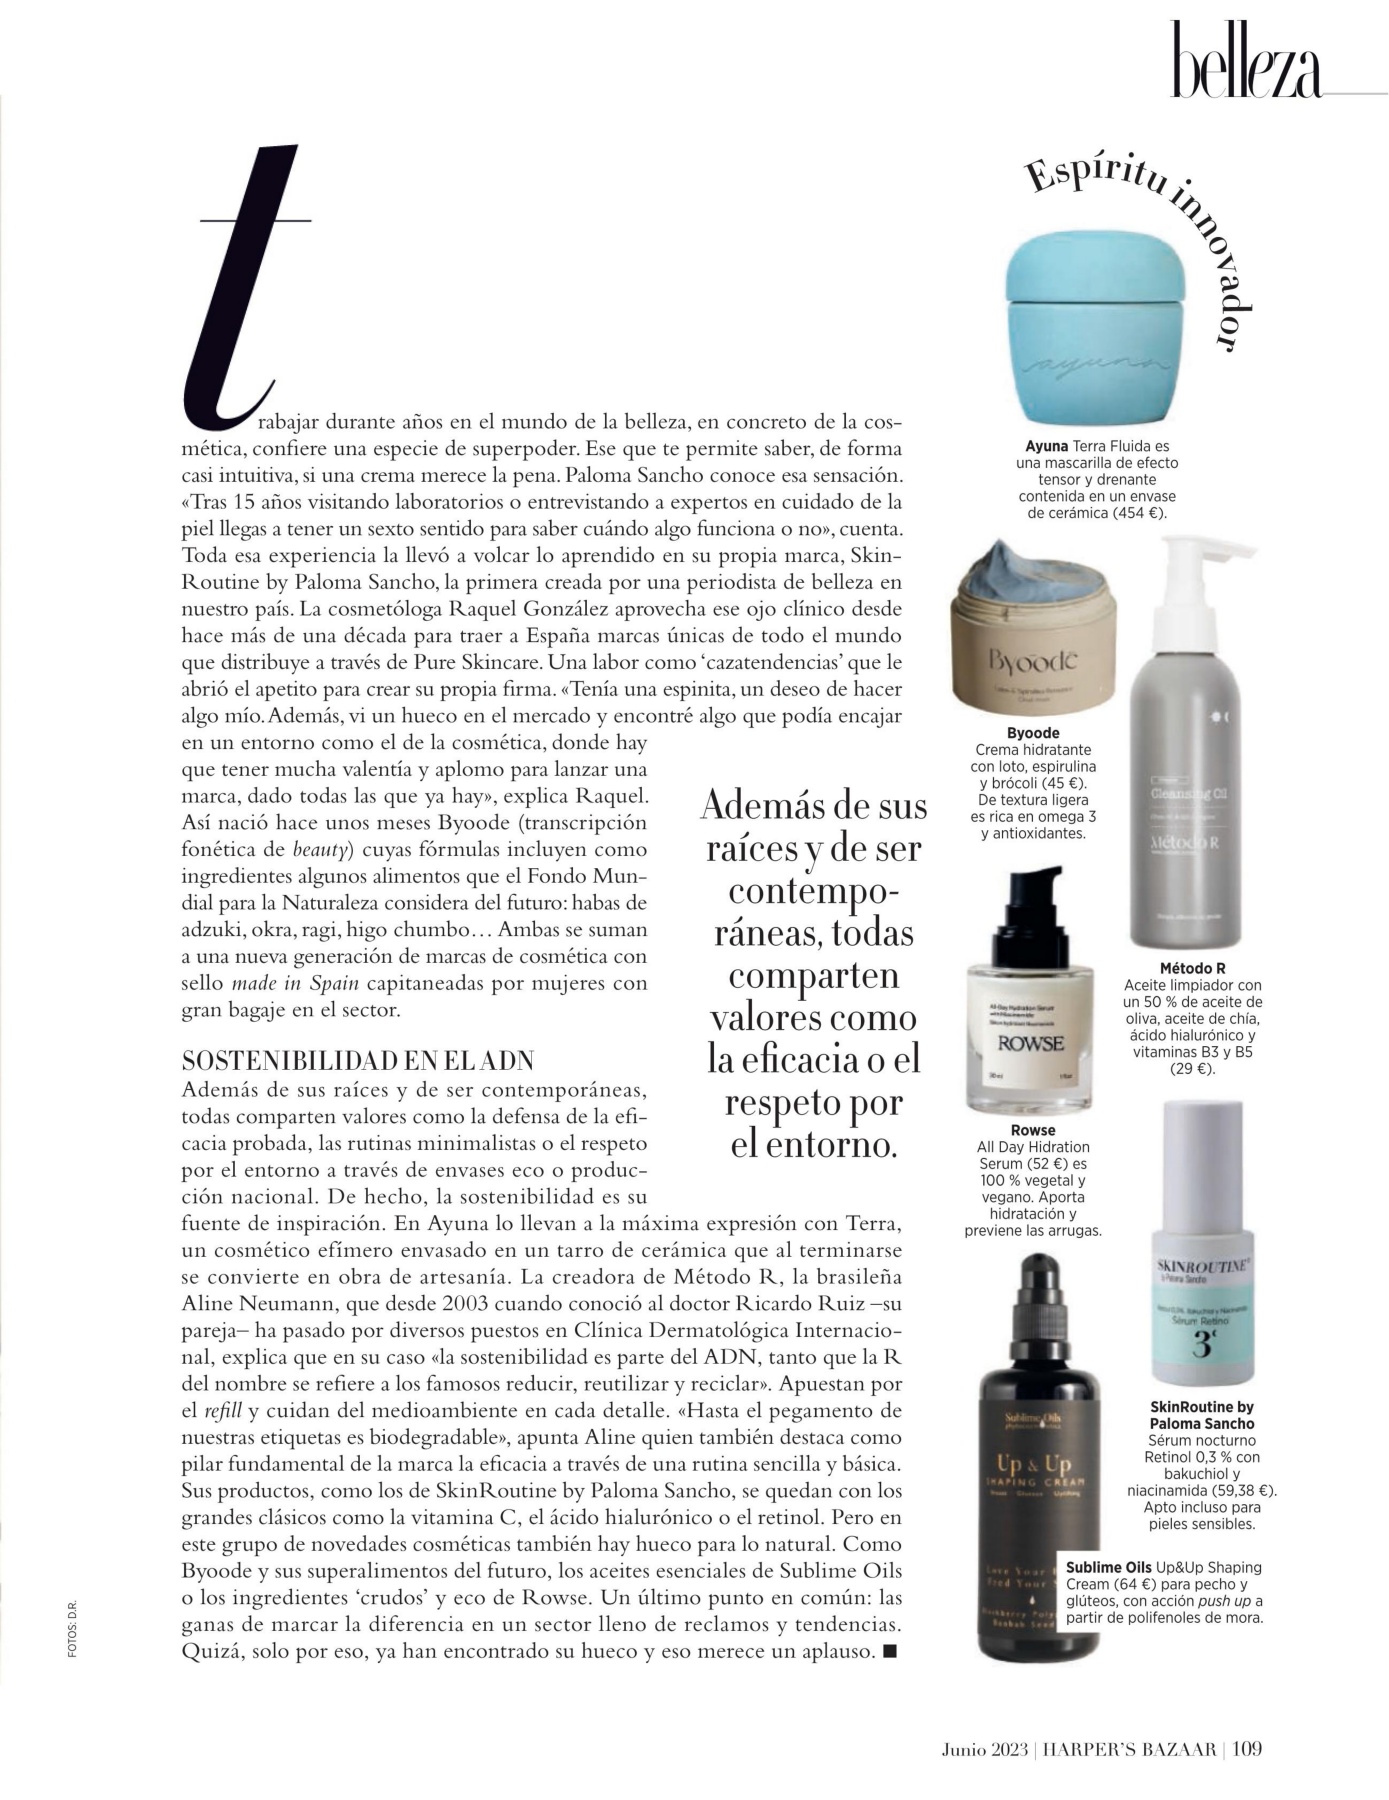 belleza
trabajar durante años en el mundo de la belleza, en concreto de la cos-
mética, confiere una especie de superpoder. Ese que te permite saber, de forma
casi intuitiva, si una crema merece la pena. Paloma Sancho conoce esa sensación.
«Tras 15 años visitando laboratorios o entrevistando a expertos en cuidado de la
piel llegas a tener un sexto sentido para saber cuándo algo funciona o no», cuenta.
Toda esa experiencia la llevó a volcar lo aprendido en su propia marca, Skin-
Routine by Paloma Sancho, la primera creada por una periodista de belleza en
nuestro país. La cosmetóloga Raquel González aprovecha ese ojo clínico desde
hace más de una década para traer a España marcas únicas de todo el mundo
que distribuye a través de Pure Skincare. Una labor como ‘cazatendencias’ que le
abrió el apetito para crear su propia firma. «Tenía una espinita, un deseo de hacer
algo mío. Además, vi un hueco en el mercado y encontré algo que podía encajar
en un entorno como el de la cosmética, donde hay
que tener mucha valentía y aplomo para lanzar una
marca, dado todas las que ya hay», explica Raquel.
Así nació hace unos meses Byoode (transcripción
fonética de beauty) cuyas fórmulas incluyen como
ingredientes algunos alimentos que el Fondo Mun-
dial para la Naturaleza considera del futuro: habas de
adzuki, okra, ragi, higo chumbo… Ambas se suman
a una nueva generación de marcas de cosmética con
sello made in Spain capitaneadas por mujeres con
gran bagaje en el sector.
SOSTENIBILIDAD EN EL ADN
Además de sus raíces y de ser contemporáneas,
todas comparten valores como la defensa de la efi-
cacia probada, las rutinas minimalistas o el respeto
por el entorno a través de envases eco o produc-
ción nacional. De hecho, la sostenibilidad es su
fuente de inspiración. En Ayuna lo llevan a la máxima expresión con Terra,
un cosmético efímero envasado en un tarro de cerámica que al terminarse
se convierte en obra de artesanía. La creadora de Método R, la brasileña
Aline Neumann, que desde 2003 cuando conoció al doctor Ricardo Ruiz –su
pareja– ha pasado por diversos puestos en Clínica Dermatológica Internacio-
nal, explica que en su caso «la sostenibilidad es parte del ADN, tanto que la R
del nombre se refiere a los famosos reducir, reutilizar y reciclar». Apuestan por
el refill y cuidan del medioambiente en cada detalle. «Hasta el pegamento de
nuestras etiquetas es biodegradable», apunta Aline quien también destaca como
pilar fundamental de la marca la eficacia a través de una rutina sencilla y básica.
Sus productos, como los de SkinRoutine by Paloma Sancho, se quedan con los
grandes clásicos como la vitamina C, el ácido hialurónico o el retinol. Pero en
este grupo de novedades cosméticas también hay hueco para lo natural. Como
Byoode y sus superalimentos del futuro, los aceites esenciales de Sublime Oils
o los ingredientes ‘crudos’ y eco de Rowse. Un último punto en común: las
ganas de marcar la diferencia en un sector lleno de reclamos y tendencias.
Quizá, solo por eso, ya han encontrado su hueco y eso merece un aplauso. ■
Además de sus
raíces y de ser
contempo-
ráneas, todas
comparten
valores como
la eficacia o el
respeto por
el entorno.
Espíritu innovador
ayuna
Ayuna Terra Fluida es
una mascarilla de efecto
tensor y drenante
contenida en un envase
de cerámica (454 €).
Byoode
Byoode
Crema hidratante
con loto, espirulina
y brócoli (45 €).
De textura ligera
es rica en omega 3
y antioxidantes.
Cleansing Oil
Método R
Método R
Aceite limpiador con
un 50 % de aceite de
oliva, aceite de chía,
ácido hialurónico y
vitaminas B3 y B5
(29 €).
All-Day Hydration Serum
with Niacinamide
ROWSE
Rowse
All Day Hidration
Serum (52 €) es
100 % vegetal y
vegano. Aporta
hidratación y
previene las arrugas.
SKINROUTINE
by Paloma Sancho
Retinol 0,3%, Bakuchiol y Niacinamida
Sérum Retinol
3
SkinRoutine by
Paloma Sancho
Sérum nocturno
Retinol 0,3 % con
bakuchiol y
niacinamida (59,38 €).
Apto incluso para
pieles sensibles.
Sublime Oils
Up & Up
SHAPING CREAM
Love Your
Feed Your
Sublime Oils Up&Up Shaping
Cream (64 €) para pecho y
glúteos, con acción push up a
partir de polifenoles de mora.
FOTOS: D.R.
Junio 2023 | HARPER'S BAZAAR | 109